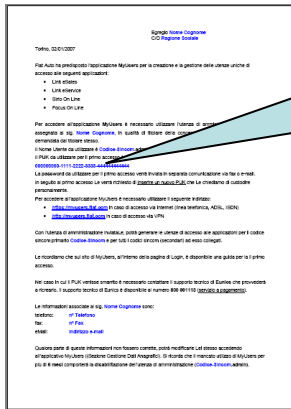 Egregio Nome Cognome
C/O Ragione Sociale
Torino, 02/01/2007
Fiat Auto ha predisposto l'applicazione MyUsers per la creazione e la gestione delle utenze uniche di
accesso alle seguenti applicazioni:
• Link eSales
• Link eService
• Sirio On Line
• Focus On Line
Per accedere all'applicazione MyUsers è necessario utilizzare l'utenza di
assegnata al sig. Nome Cognome, in qualità di titolare della
demandata dal titolare stesso.
Il Nome Utente da utilizzare è Codice-Sincom.
Il PUK da utilizzare per il primo accesso
La password da utilizzare per il primo accesso verrà inviata in separata comunicazione via fax o e-mail.
In seguito al primo accesso Le verrà richiesto di inserire un nuovo PUK che Le chiediamo di custodire
personalmente.
Per accedere all'applicazione MyUsers è necessario utilizzare il seguente indirizzo:
• https://myusers.fiat.com in caso di accesso via Internet (linea telefonica, ADSL, ISDN)
• http://myusers.fiat.com in caso di accesso via VPN
Con l'utenza di amministrazione inviatale, potrà generare le utenze di accesso alle applicazioni per il codice
sincom primario Codice-Sincom e per tutti i codici sincom (secondari) ad esso collegati.
Le ricordiamo che sul sito di MyUsers, all'interno della pagina di Login, è disponibile una guida per il primo
accesso.
Nel caso in cui il PUK venisse smarrito è necessario contattare il supporto tecnico di Eunics che provvederà
a ricrearlo. Il supporto tecnico di Eunics è disponibile al numero (servizio a pagamento).
Le informazioni associate al sig. Nome Cognome sono:
telefono: n° Telefono
fax: n° Fax
eMail: indirizzo e-mail
Qualora parte di queste informazioni non fossero corrette, potrà modificarle Lei stesso accedendo
all'applicativo MyUsers (Sezione Gestione Dati Anagrafici). Si ricorda che il mancato utilizzo di MyUsers per
più di 6 mesi comporterà la disabilitazione dell'utenza di amministrazione (Codice-Sincom.admin).